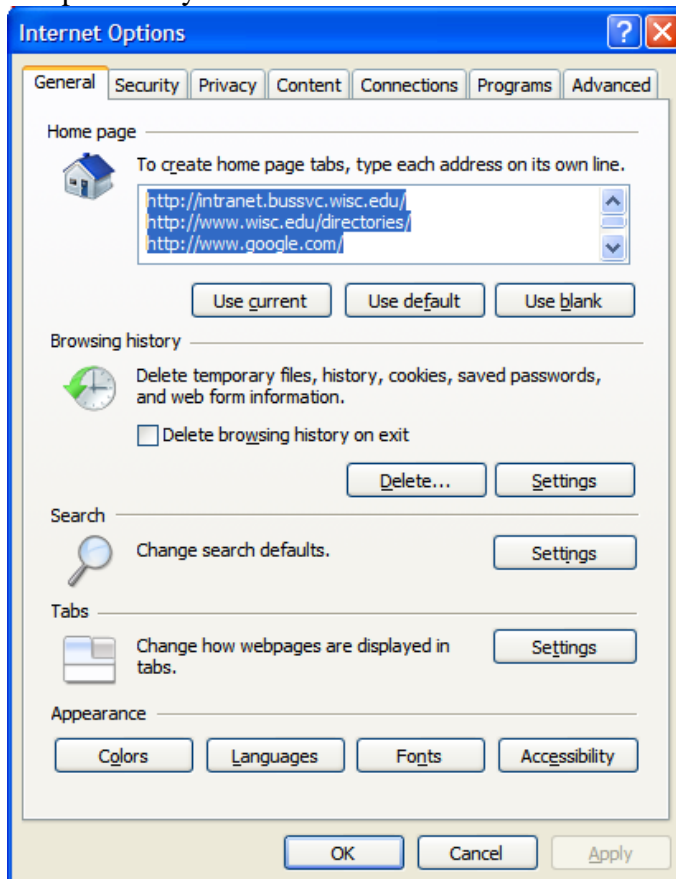 Internet Options
General Security Privacy Content Connections Programs Advanced
Home page
To create home page tabs, type each address on its own line.
http://intranet.bussvc.wisc.edu/
http://www.wisc.edu/directories/
http://www.google.com/
Use current Use default Use blank
Browsing history
Delete temporary files, history, cookies, saved passwords,
and web form information.
Delete browsing history on exit
Delete... Settings
Search
Change search defaults. Settings
Tabs
Change how webpages are displayed in
tabs.
Settings
Appearance
Colors Languages Fonts Accessibility
OK Cancel Apply